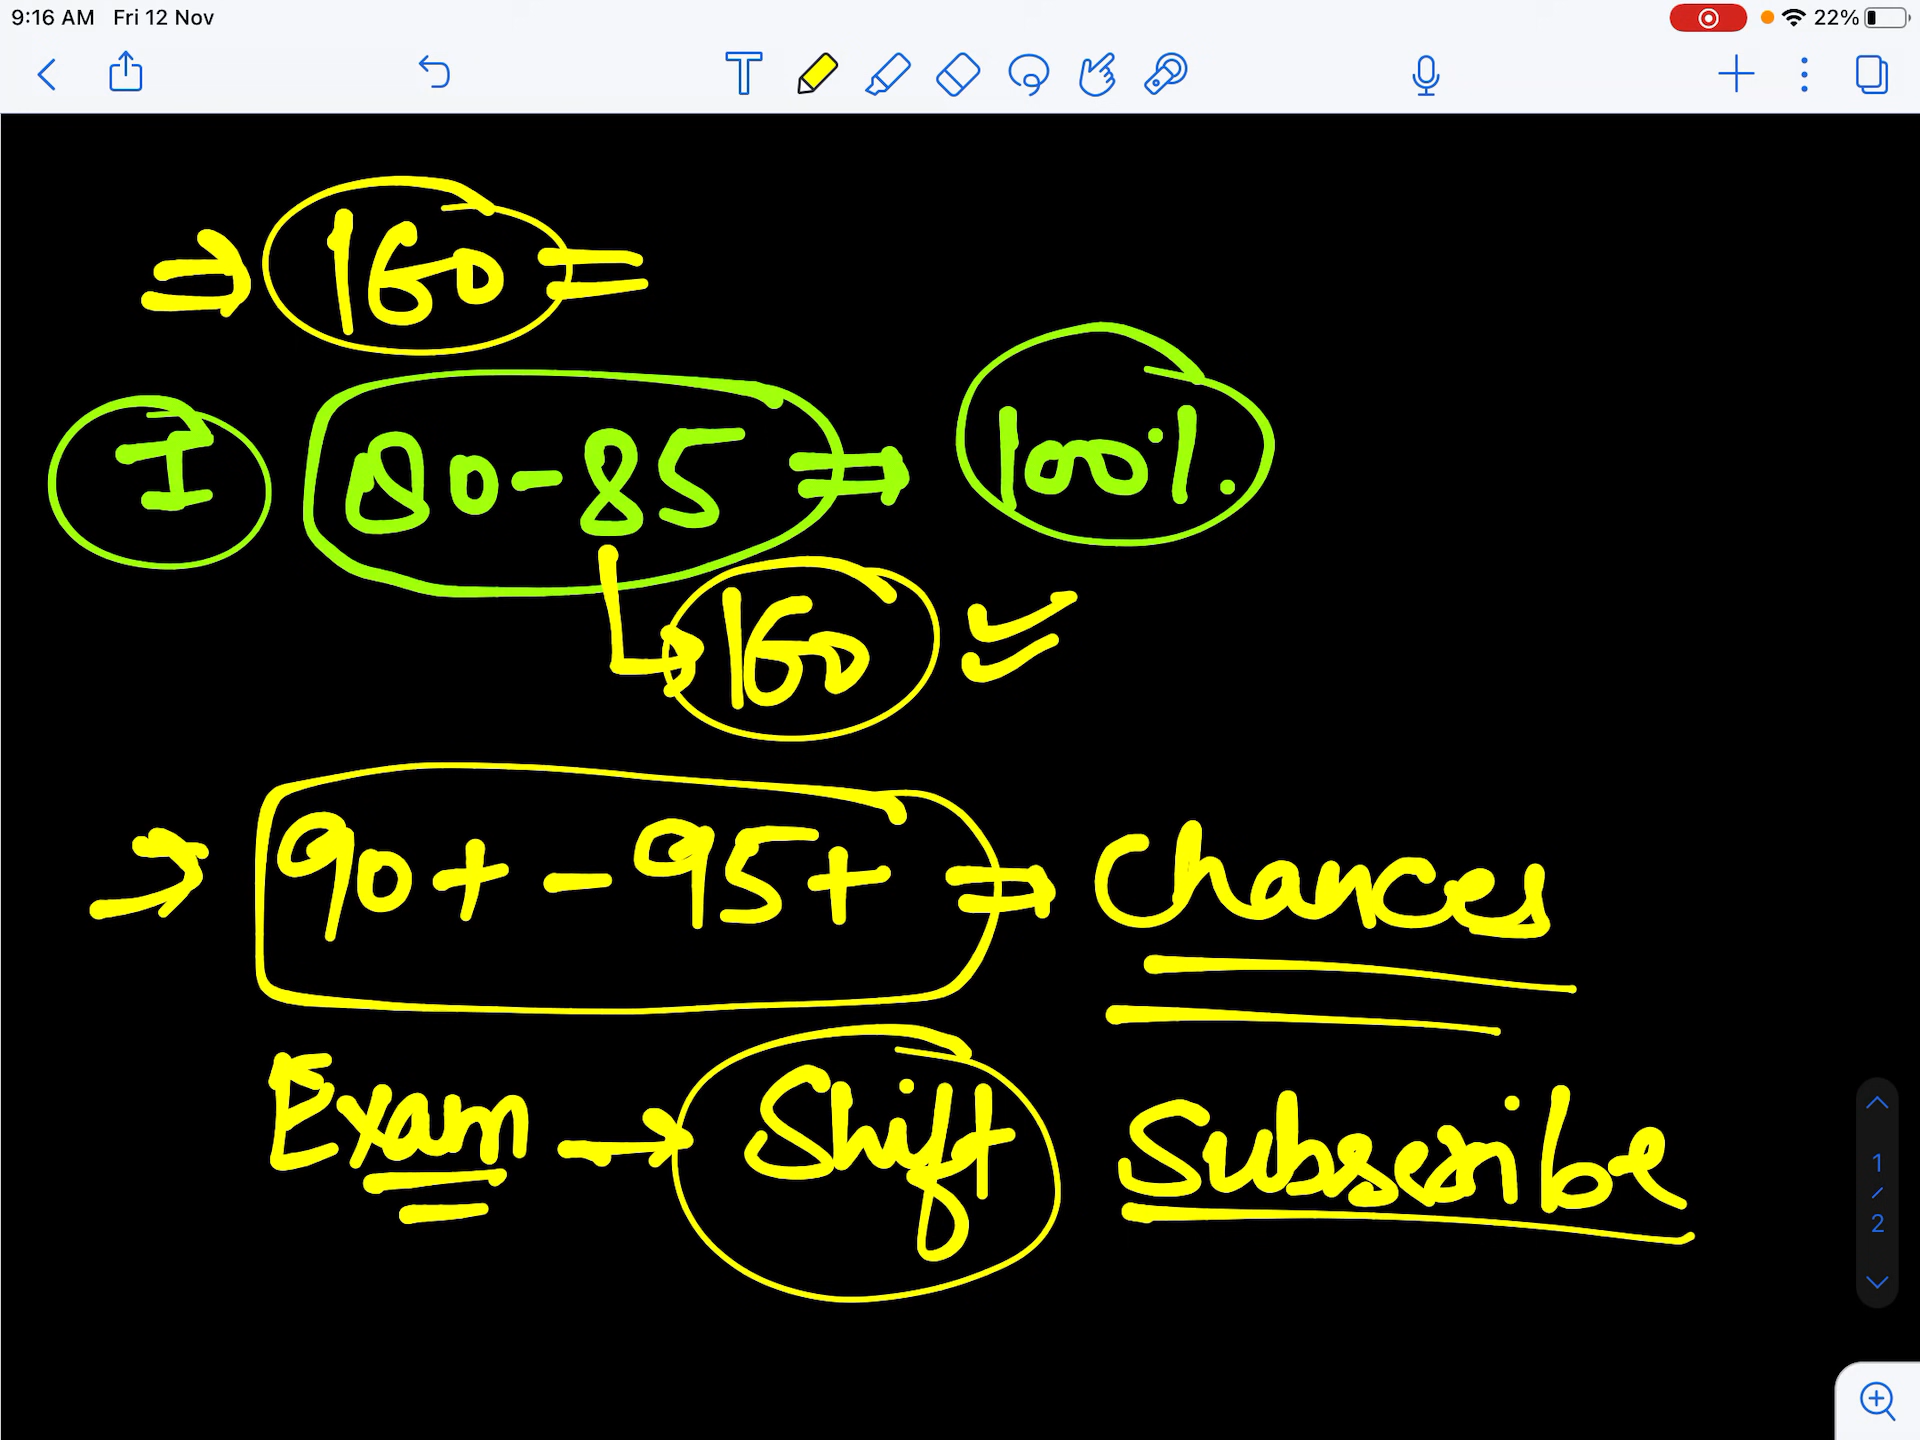 9:16 AM Fri 12 Nov 22%
T
⇒ 160 =
I 80-85 ⇒ 100%.
160 ✓✓
→ 90+ - 95+ ⇒ Chances
Exam → Shift Subscribe
1
/
2